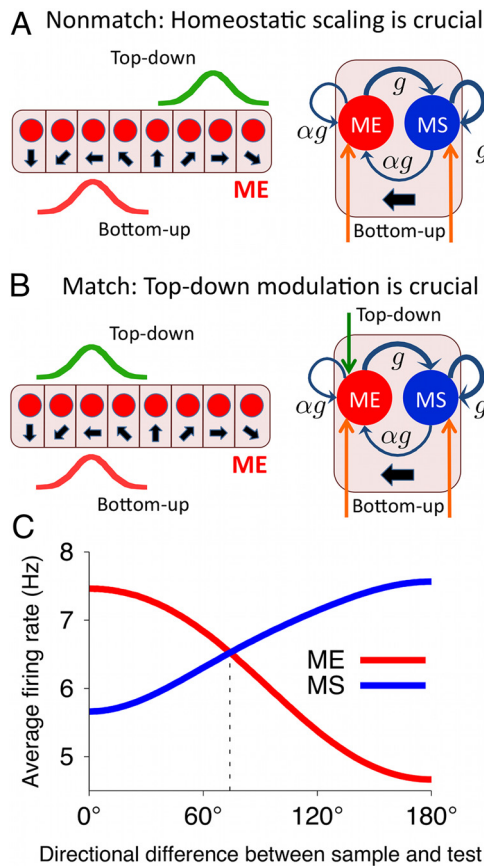 A Nonmatch: Homeostatic scaling is crucial
Top-down
ME
Bottom-up
g
ME MS
αg αg g
B Match: Top-down modulation is crucial
Top-down
ME
Bottom-up
Top-down
g
ME MS
αg αg g
Bottom-up
C
Average firing rate (Hz)
8
7
6
5
ME
MS
0° 60° 120° 180°
Directional difference between sample and test